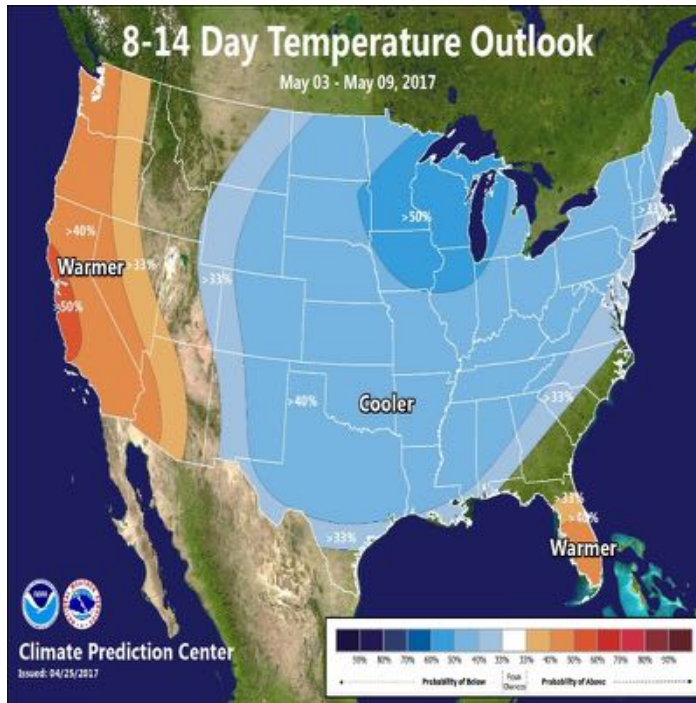 8-14 Day Temperature Outlook
May 03 - May 09, 2017
>50%
>33%
>40%
Warmer
>33%
>33%
>50%
>40%
Cooler
>33%
>33%
>40%
Warmer
>33%
Climate Prediction Center
Issued: 04/25/2017
90% 80% 70% 60% 50% 40% 33% 33% 40% 50% 60% 70% 80% 90%
Probability of Below
Equal
Chances
Probability of Above